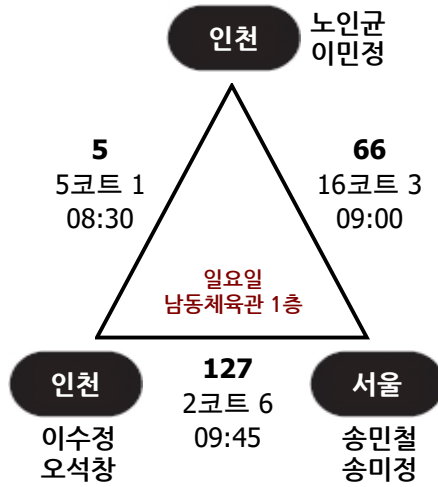 인천
노인균
이민정
5
5코트 1
08:30
66
16코트 3
09:00
일요일
남동체육관 1층
인천
이수정
오석창
127
2코트 6
09:45
서울
송민철
송미정